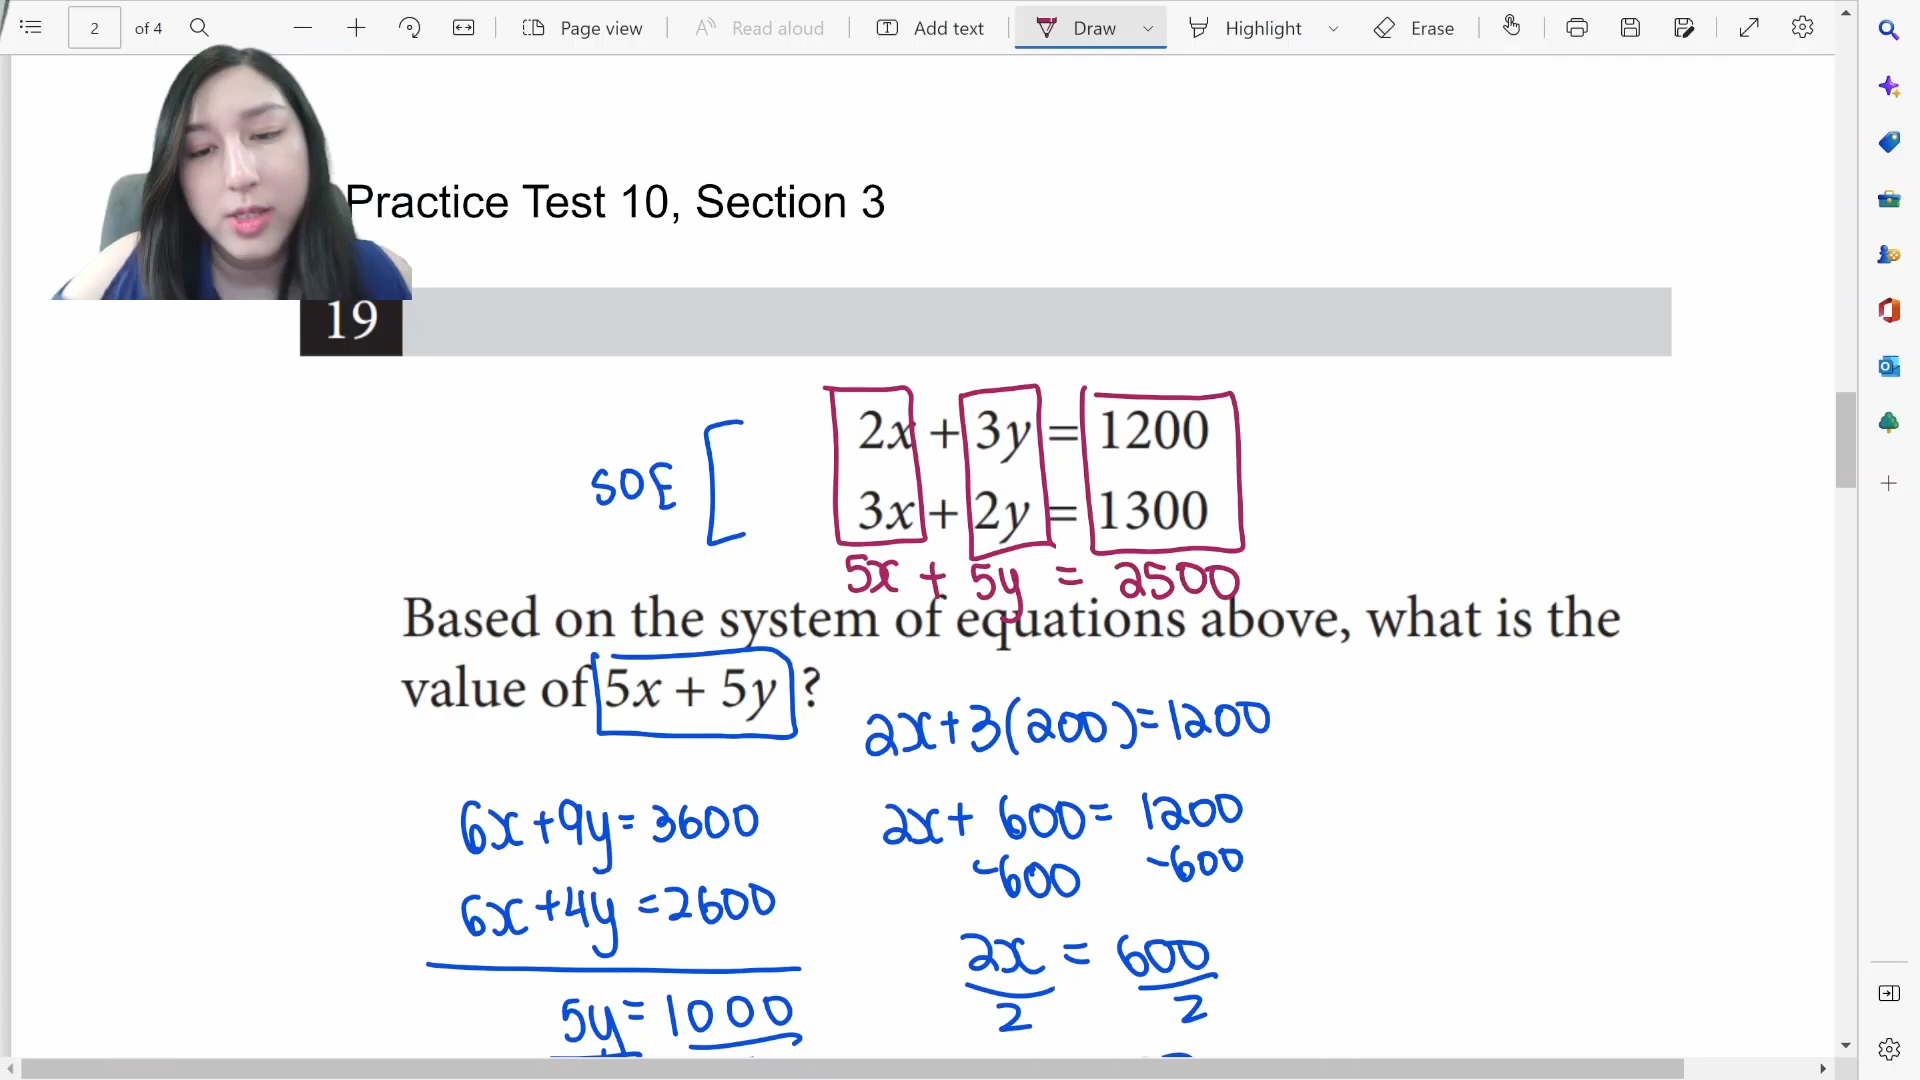 2 of 4 Page view Read aloud Add text Draw Highlight Erase
Practice Test 10, Section 3
19
2x + 3y = 1200
SOE
3x + 2y = 1300
5x + 5y = 2500
Based on the system of equations above, what is the
value of 5x + 5y ?
2x+3(200)=1200
6x+9y=3600
2x+ 600= 1200
-600 -600
6x+4y=2600
2x = 600
2 2
5y=1000